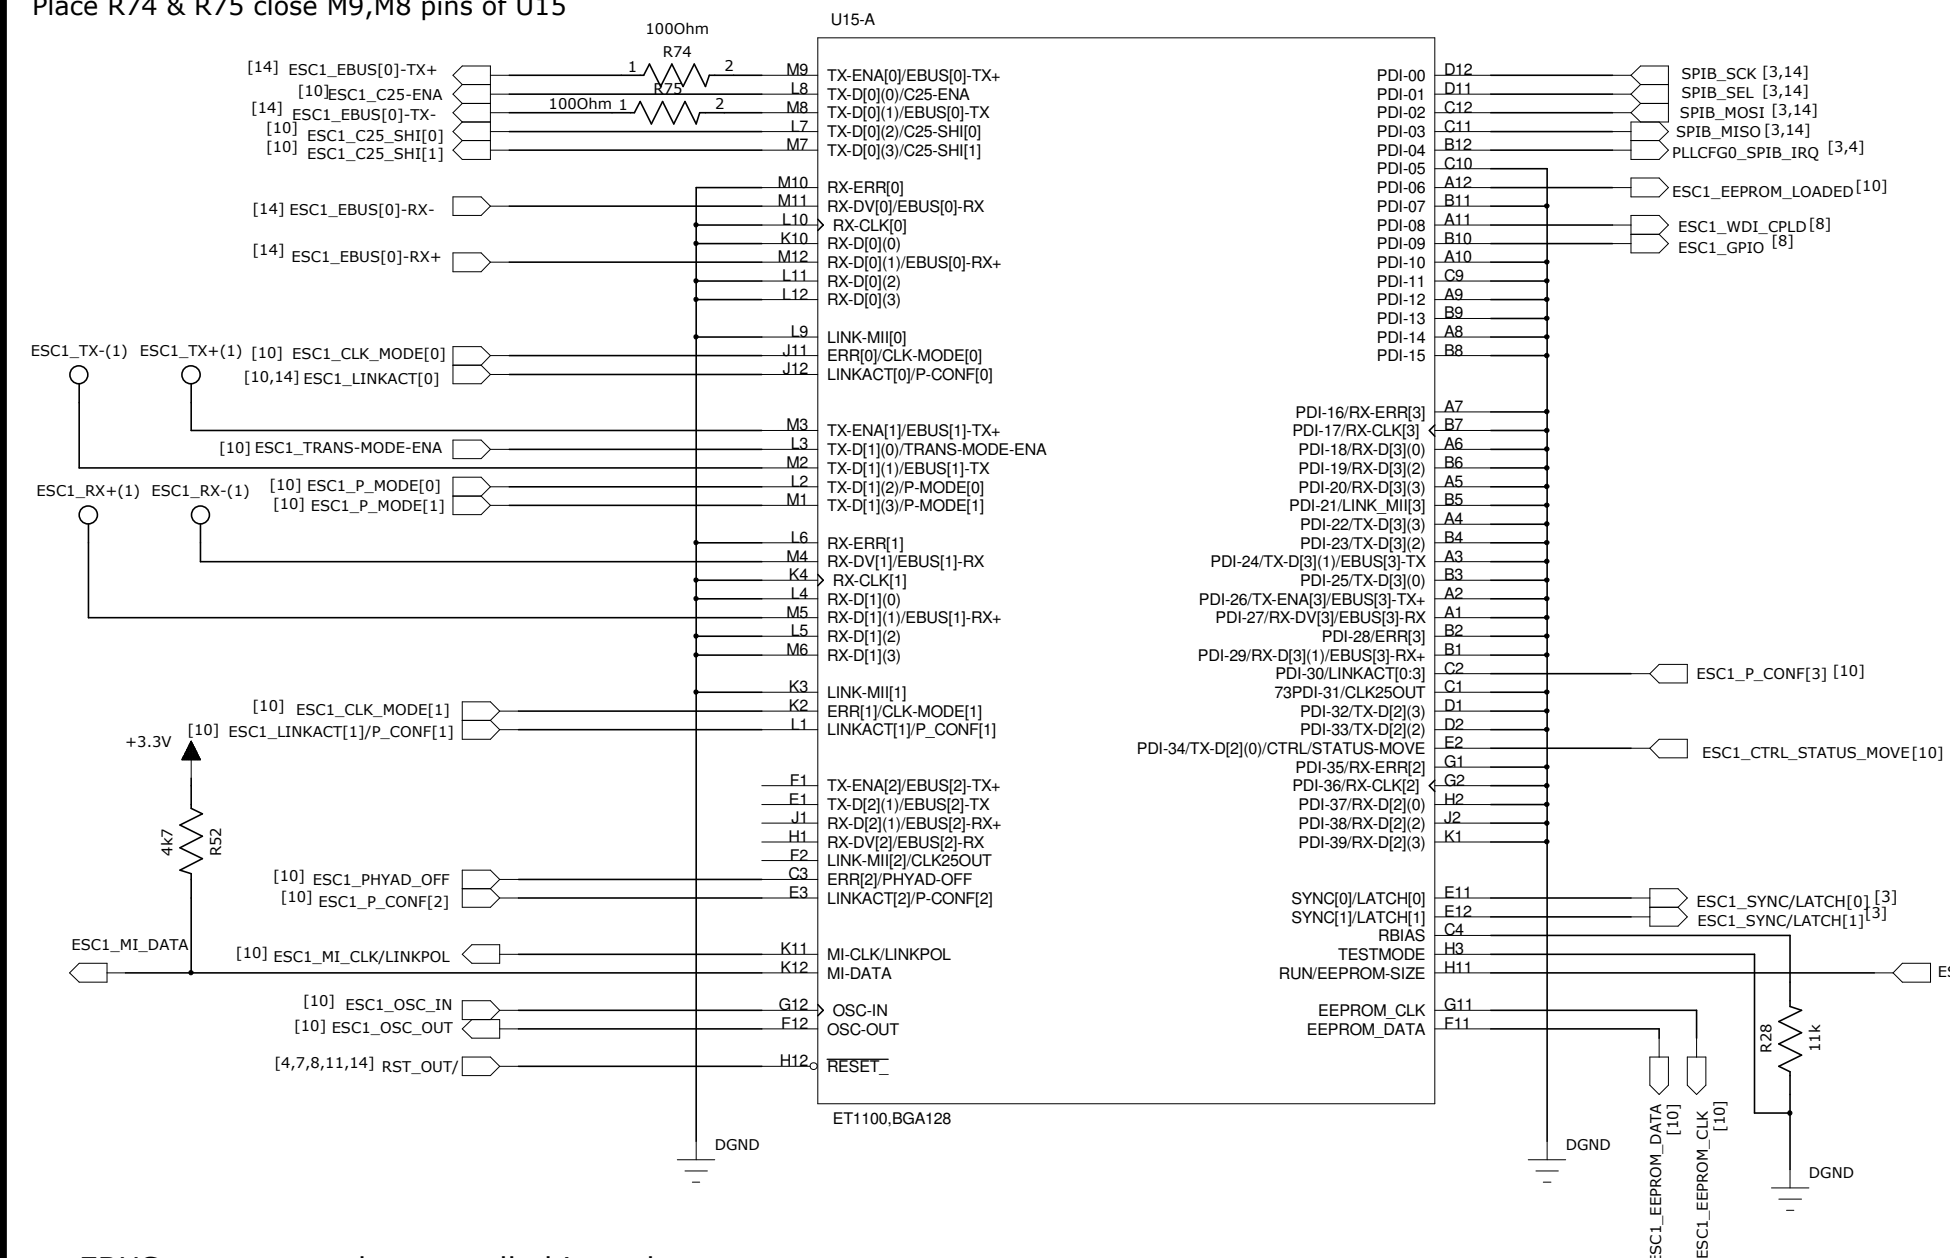 Place R74 & R75 close M9,M8 pins of U15
U15-A
100Ohm
R74
1 2
R75
100Ohm 1 2
[14] ESC1_EBUS[0]-TX+
[10] ESC1_C25-ENA
[14] ESC1_EBUS[0]-TX-
[10] ESC1_C25_SHI[0]
[10] ESC1_C25_SHI[1]
[14] ESC1_EBUS[0]-RX-
[14] ESC1_EBUS[0]-RX+
ESC1_TX-(1) ESC1_TX+(1) [10] ESC1_CLK_MODE[0]
[10,14] ESC1_LINKACT[0]
[10] ESC1_TRANS-MODE-ENA
ESC1_RX+(1) ESC1_RX-(1) [10] ESC1_P_MODE[0]
[10] ESC1_P_MODE[1]
[10] ESC1_CLK_MODE[1]
[10] ESC1_LINKACT[1]/P_CONF[1]
+3.3V
4k7
R52
[10] ESC1_PHYAD_OFF
[10] ESC1_P_CONF[2]
ESC1_MI_DATA
[10] ESC1_MI_CLK/LINKPOL
[10] ESC1_OSC_IN
[10] ESC1_OSC_OUT
[4,7,8,11,14] RST_OUT/
M9 TX-ENA[0]/EBUS[0]-TX+
L8 TX-D[0](0)/C25-ENA
M8 TX-D[0](1)/EBUS[0]-TX
L7 TX-D[0](2)/C25-SHI[0]
M7 TX-D[0](3)/C25-SHI[1]
M10 RX-ERR[0]
M11 RX-DV[0]/EBUS[0]-RX
L10 RX-CLK[0]
K10 RX-D[0](0)
M12 RX-D[0](1)/EBUS[0]-RX+
L11 RX-D[0](2)
L12 RX-D[0](3)
L9 LINK-MII[0]
J11 ERR[0]/CLK-MODE[0]
J12 LINKACT[0]/P-CONF[0]
M3 TX-ENA[1]/EBUS[1]-TX+
L3 TX-D[1](0)/TRANS-MODE-ENA
M2 TX-D[1](1)/EBUS[1]-TX
L2 TX-D[1](2)/P-MODE[0]
M1 TX-D[1](3)/P-MODE[1]
L6 RX-ERR[1]
M4 RX-DV[1]/EBUS[1]-RX
K4 RX-CLK[1]
L4 RX-D[1](0)
M5 RX-D[1](1)/EBUS[1]-RX+
L5 RX-D[1](2)
M6 RX-D[1](3)
K3 LINK-MII[1]
K2 ERR[1]/CLK-MODE[1]
L1 LINKACT[1]/P_CONF[1]
F1 TX-ENA[2]/EBUS[2]-TX+
E1 TX-D[2](1)/EBUS[2]-TX
J1 RX-D[2](1)/EBUS[2]-RX+
H1 RX-DV[2]/EBUS[2]-RX
F2 LINK-MII[2]/CLK25OUT
C3 ERR[2]/PHYAD-OFF
E3 LINKACT[2]/P-CONF[2]
K11 MI-CLK/LINKPOL
K12 MI-DATA
G12 OSC-IN
F12 OSC-OUT
H12 RESET_
ET1100,BGA128
DGND
PDI-00 D12 SPIB_SCK [3,14]
PDI-01 D11 SPIB_SEL [3,14]
PDI-02 C12 SPIB_MOSI [3,14]
PDI-03 C11 SPIB_MISO [3,14]
PDI-04 B12 PLLCFG0_SPIB_IRQ [3,4]
PDI-05 C10
PDI-06 A12 ESC1_EEPROM_LOADED [10]
PDI-07 B11
PDI-08 A11 ESC1_WDI_CPLD [8]
PDI-09 B10 ESC1_GPIO [8]
PDI-10 A10
PDI-11 C9
PDI-12 A9
PDI-13 B9
PDI-14 A8
PDI-15 B8
PDI-16/RX-ERR[3] A7
PDI-17/RX-CLK[3] B7
PDI-18/RX-D[3](0) A6
PDI-19/RX-D[3](2) B6
PDI-20/RX-D[3](3) A5
PDI-21/LINK_MII[3] B5
PDI-22/TX-D[3](3) A4
PDI-23/TX-D[3](2) B4
PDI-24/TX-D[3](1)/EBUS[3]-TX A3
PDI-25/TX-D[3](0) B3
PDI-26/TX-ENA[3]/EBUS[3]-TX+ A2
PDI-27/RX-DV[3]/EBUS[3]-RX A1
PDI-28/ERR[3] B2
PDI-29/RX-D[3](1)/EBUS[3]-RX+ B1
PDI-30/LINKACT[0:3] C2 ESC1_P_CONF[3] [10]
73PDI-31/CLK25OUT C1
PDI-32/TX-D[2](3) D1
PDI-33/TX-D[2](2) D2
PDI-34/TX-D[2](0)/CTRL/STATUS-MOVE E2 ESC1_CTRL_STATUS_MOVE [10]
PDI-35/RX-ERR[2] G1
PDI-36/RX-CLK[2] G2
PDI-37/RX-D[2](0) H2
PDI-38/RX-D[2](2) J2
PDI-39/RX-D[2](3) K1
SYNC[0]/LATCH[0] E11 ESC1_SYNC/LATCH[0] [3]
SYNC[1]/LATCH[1] E12 ESC1_SYNC/LATCH[1] [3]
RBIAS C4
TESTMODE H3
RUN/EEPROM-SIZE H11
EEPROM_CLK G11
EEPROM_DATA F11
R28
11k
DGND
DGND
ESC1_EEPROM_DATA
[10]
ESC1_EEPROM_CLK
[10]